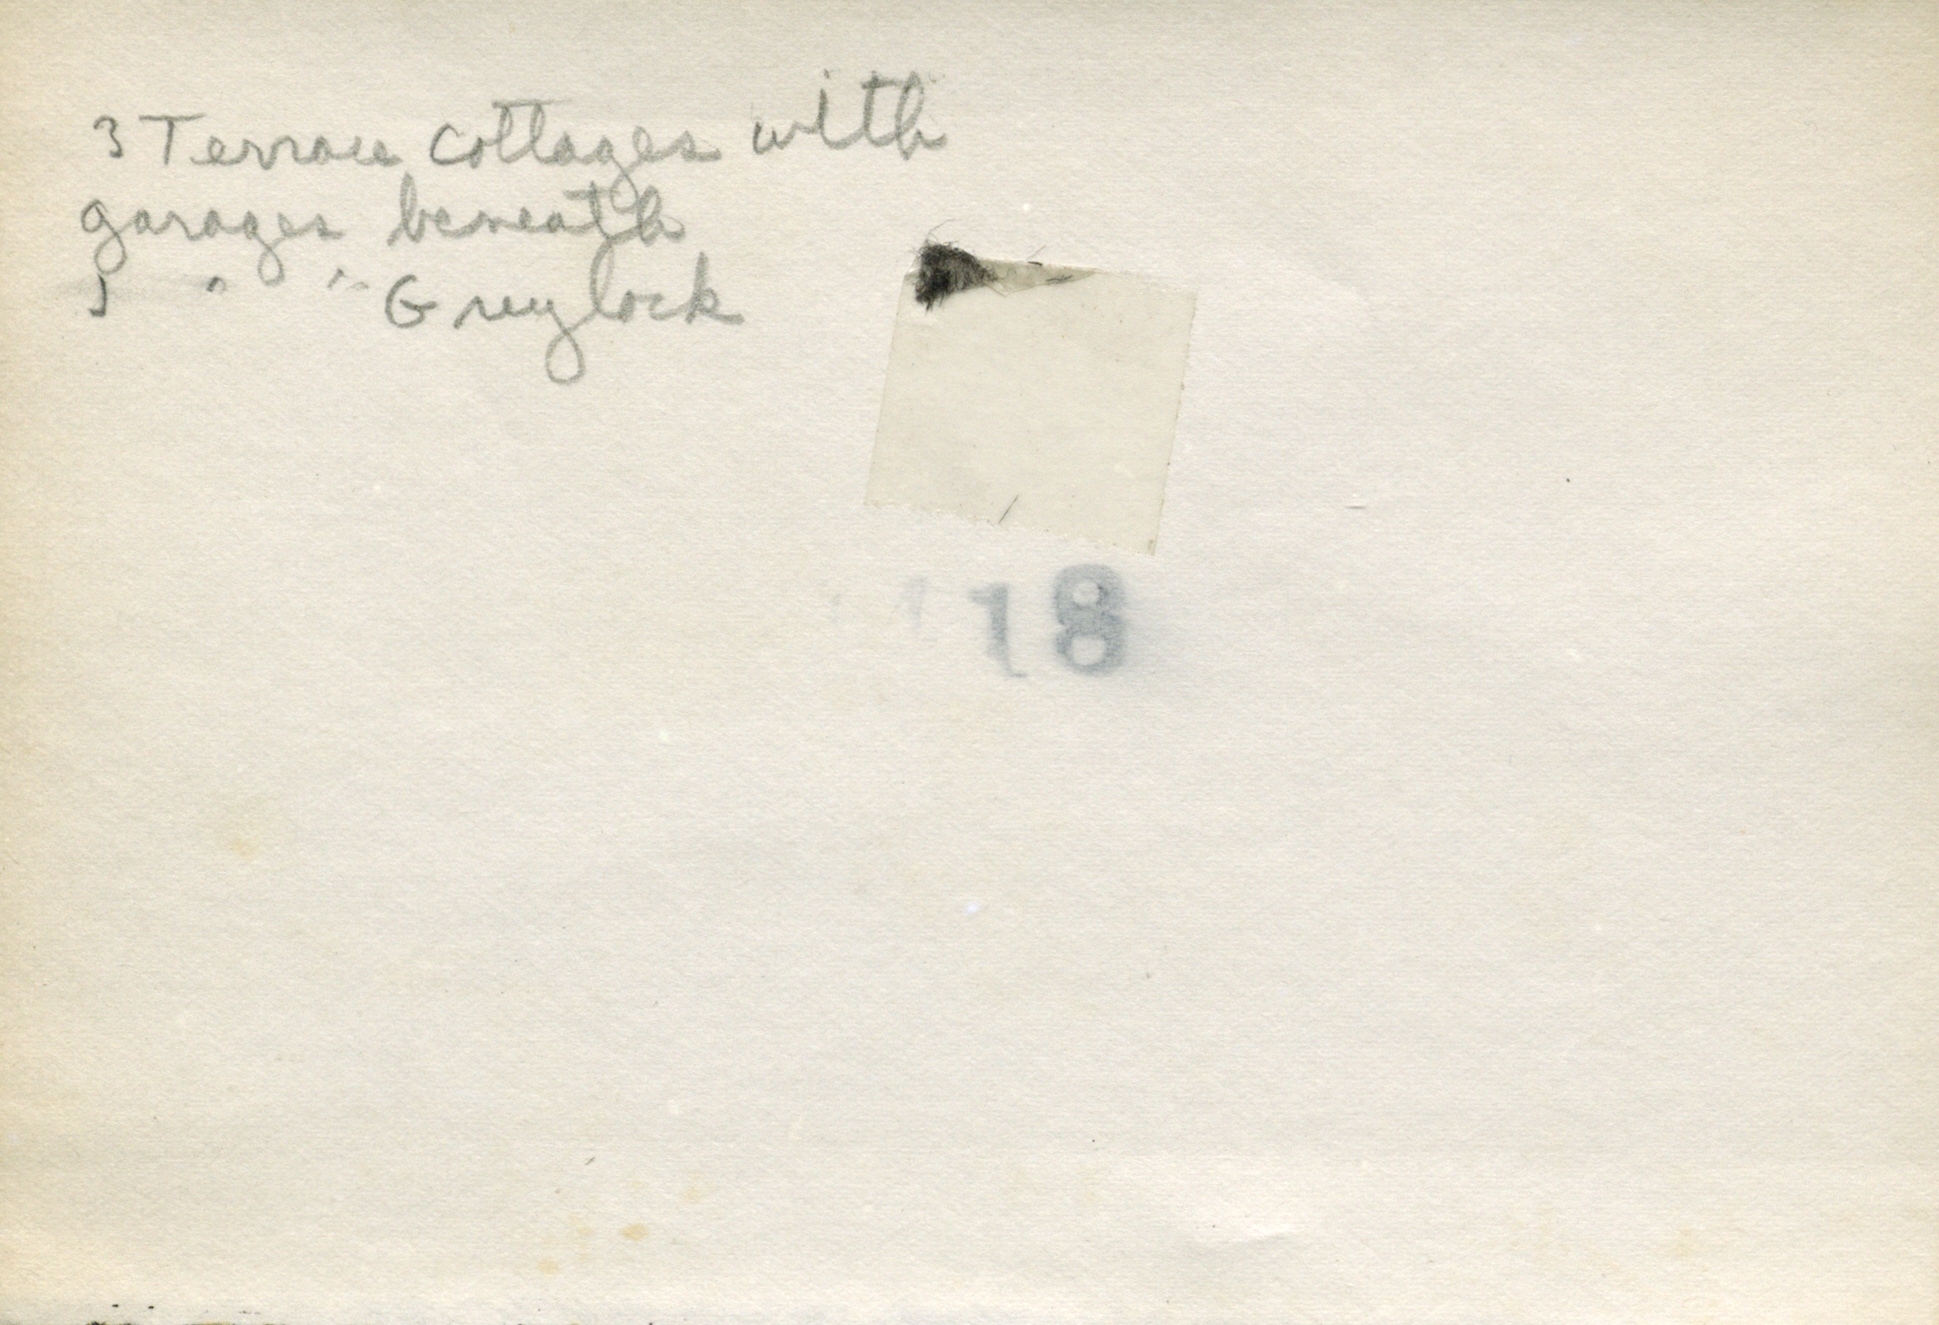 3 Terrace cottages with
garages beneath
" " Greylock
18